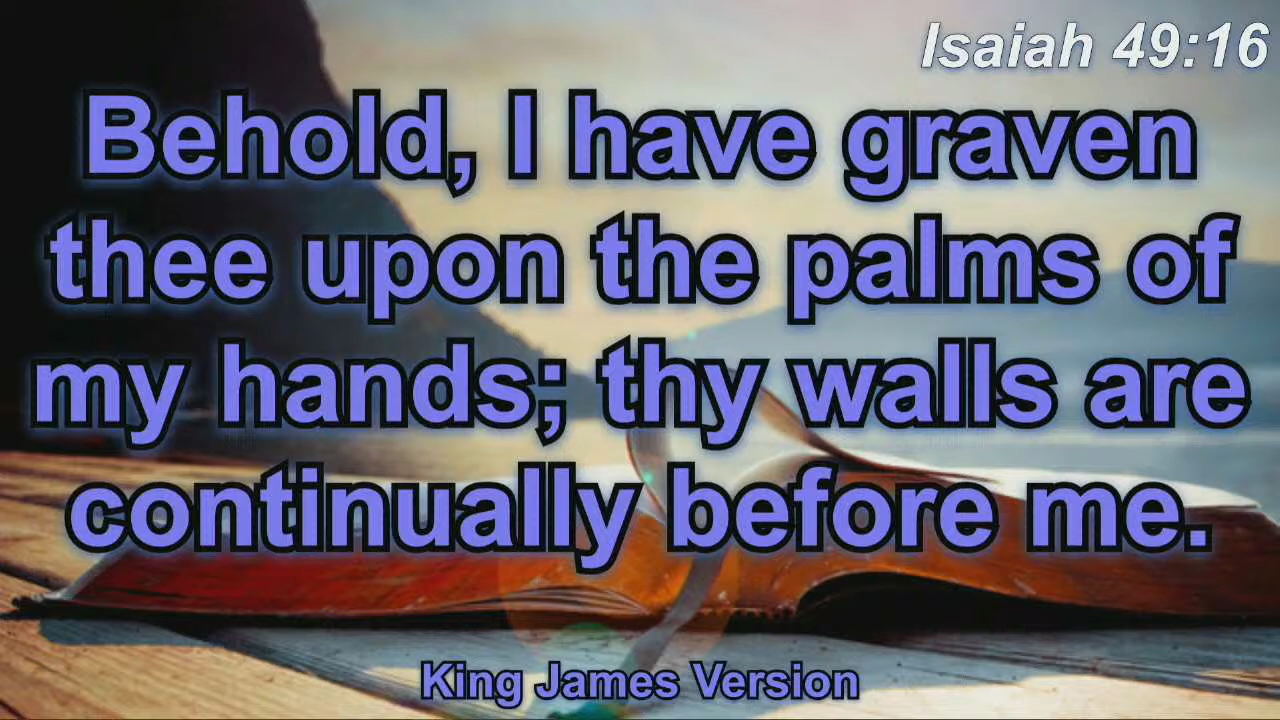 Isaiah 49:16
Behold, I have graven
thee upon the palms of
my hands; thy walls are
continually before me.
King James Version